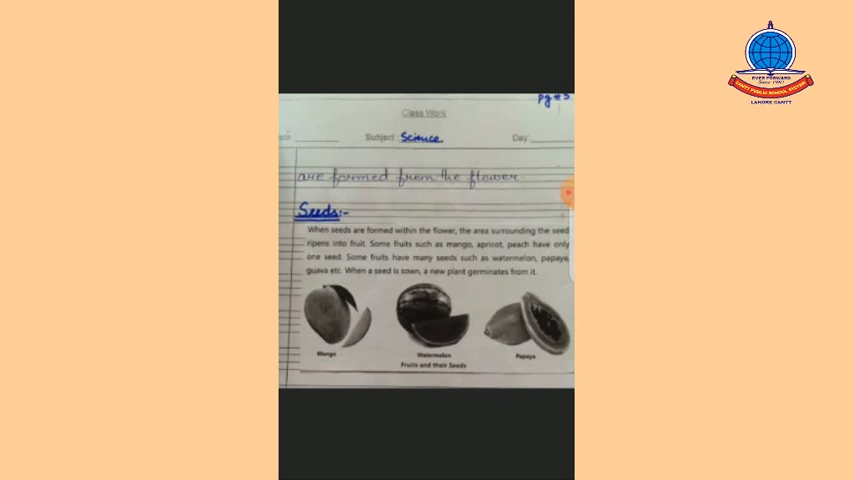 EVER FORWARD
Since 1982
CANTT PUBLIC SCHOOL SYSTEM
LAHORE CANTT
pg # 5
Class Work
Subject: Science
Day:
are formed from the flower.
Seeds:-
When seeds are formed within the flower, the area surrounding the seed
ripens into fruit. Some fruits such as mango, apricot, peach have only
one seed. Some fruits have many seeds such as watermelon, papaya,
guava etc. When a seed is sown, a new plant germinates from it.
Mango
Watermelon
Papaya
Fruits and their Seeds